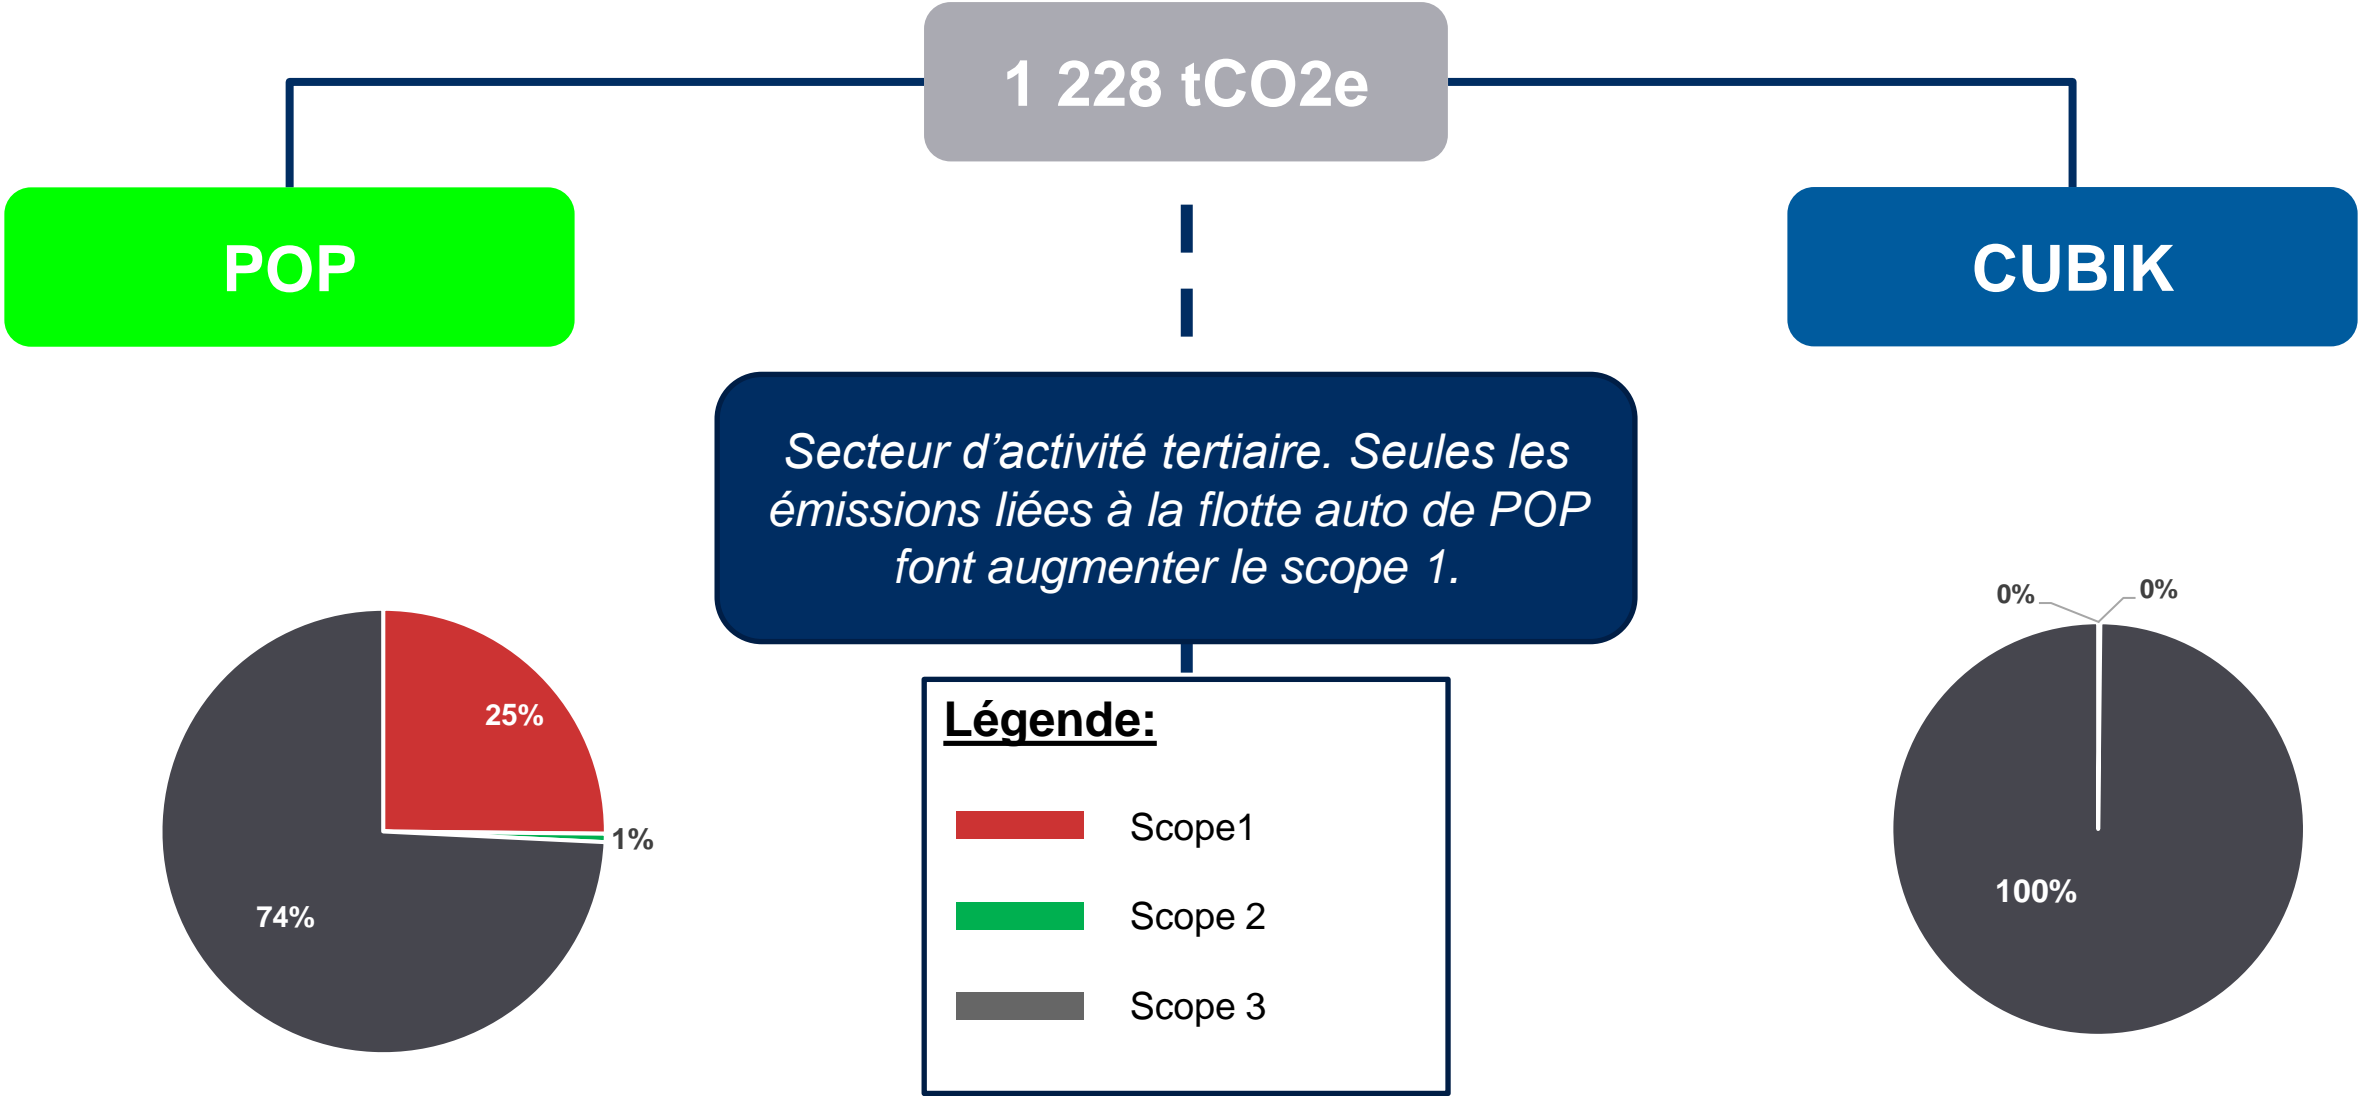 1 228 tCO2e
POP
CUBIK
Secteur d’activité tertiaire. Seules les
émissions liées à la flotte auto de POP
font augmenter le scope 1.
25%
1%
74%
Légende:
Scope1
Scope 2
Scope 3
0%
0%
100%